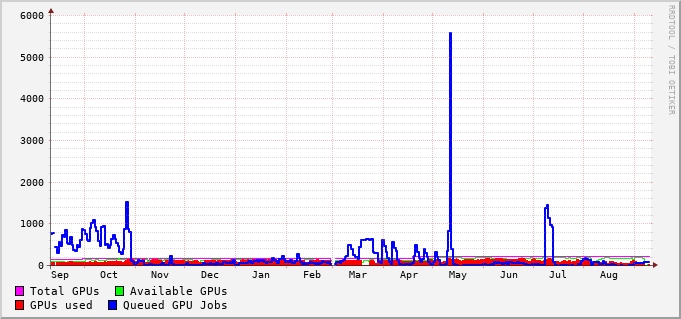 6000
5000
4000
3000
2000
1000
0
Sep Oct Nov Dec Jan Feb Mar Apr May Jun Jul Aug
Total GPUs Available GPUs
GPUs used Queued GPU Jobs
RRDTOOL / TOBI OETIKER